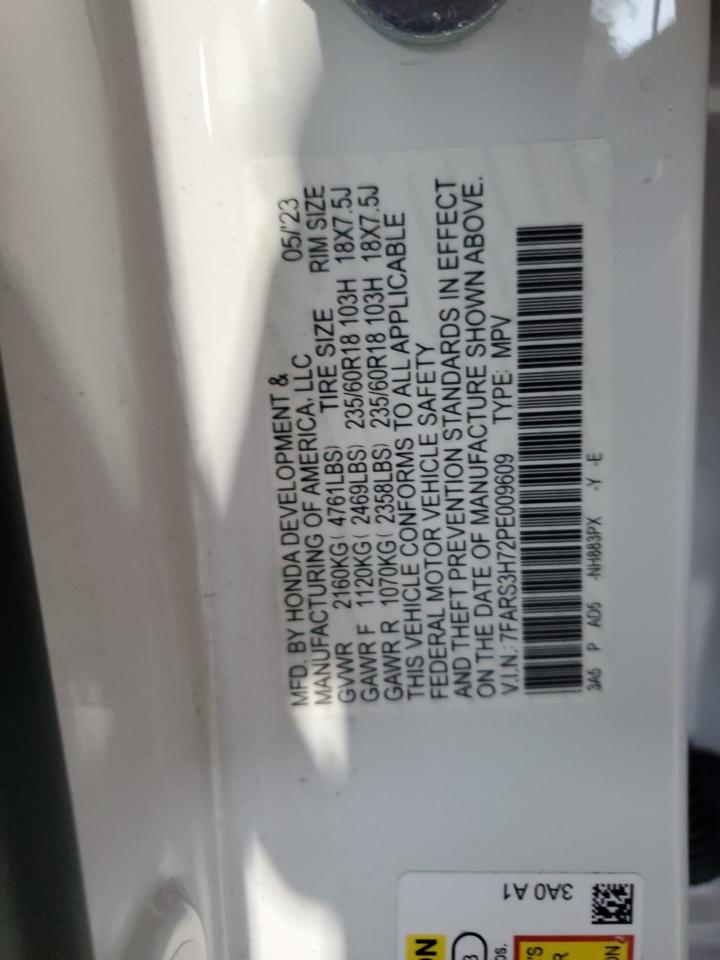 MFD. BY HONDA DEVELOPMENT & 05/'23
MANUFACTURING OF AMERICA, LLC RIM SIZE
GVWR 2160KG( 4761LBS) TIRE SIZE
GAWR F 1120KG( 2469LBS) 235/60R18 103H 18X7.5J
GAWR R 1070KG( 2358LBS) 235/60R18 103H 18X7.5J
THIS VEHICLE CONFORMS TO ALL APPLICABLE
FEDERAL MOTOR VEHICLE SAFETY
AND THEFT PREVENTION STANDARDS IN EFFECT
ON THE DATE OF MANUFACTURE SHOWN ABOVE.
V.I.N.: 7FARS3H72PE009609 TYPE: MPV
3A5 P AD5 -NH883PX -Y -E
3A0 A1